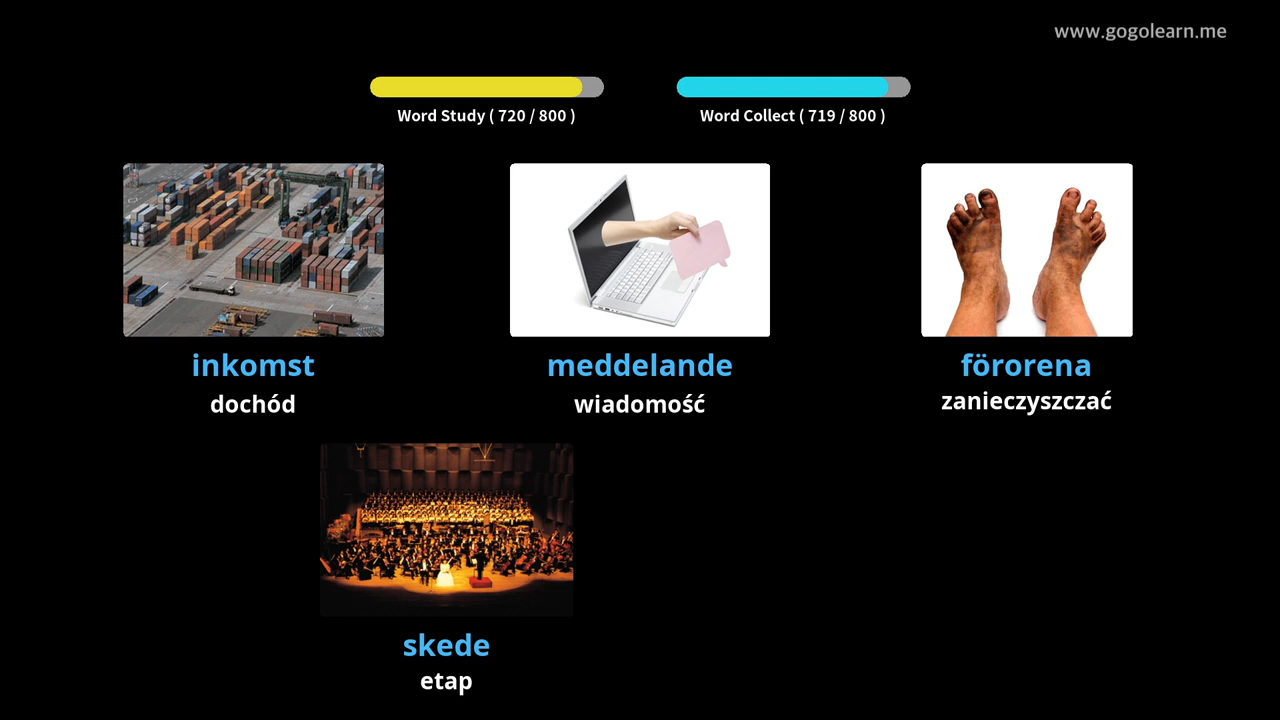 www.gogolearn.me
Word Study ( 720 / 800 )
Word Collect ( 719 / 800 )
inkomst
dochód
meddelande
wiadomość
förorena
zanieczyszczać
skede
etap